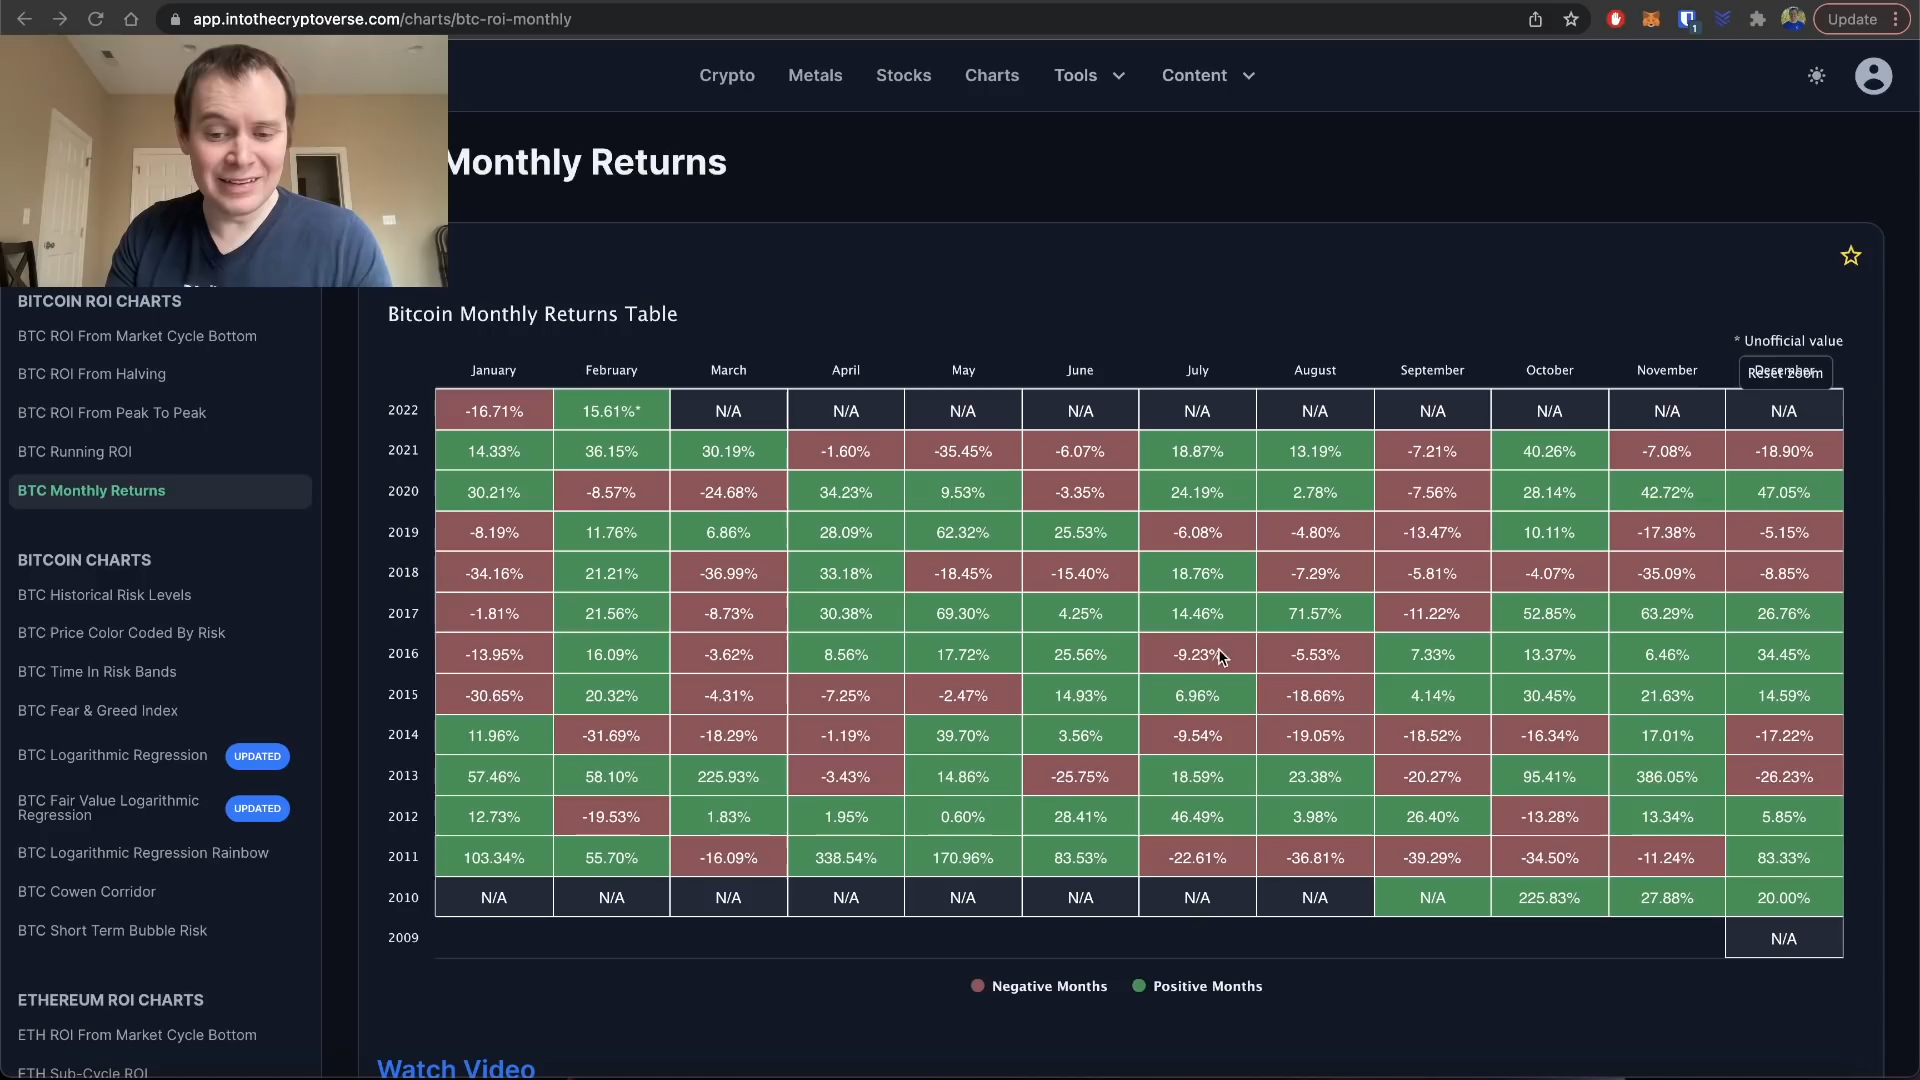 app.intothecryptoverse.com/charts/btc-roi-monthly
1
Update
Crypto Metals Stocks Charts Tools Content
Monthly Returns
BITCOIN ROI CHARTS
BTC ROI From Market Cycle Bottom
BTC ROI From Halving
BTC ROI From Peak To Peak
BTC Running ROI
BTC Monthly Returns
BITCOIN CHARTS
BTC Historical Risk Levels
BTC Price Color Coded By Risk
BTC Time In Risk Bands
BTC Fear & Greed Index
BTC Logarithmic Regression UPDATED
BTC Fair Value Logarithmic
Regression UPDATED
BTC Logarithmic Regression Rainbow
BTC Cowen Corridor
BTC Short Term Bubble Risk
ETHEREUM ROI CHARTS
ETH ROI From Market Cycle Bottom
ETH Sub-Cycle ROI
Bitcoin Monthly Returns Table
* Unofficial value
Reset zoom
January February March April May June July August September October November December
2022 -16.71% 15.61%* N/A N/A N/A N/A N/A N/A N/A N/A N/A N/A
2021 14.33% 36.15% 30.19% -1.60% -35.45% -6.07% 18.87% 13.19% -7.21% 40.26% -7.08% -18.90%
2020 30.21% -8.57% -24.68% 34.23% 9.53% -3.35% 24.19% 2.78% -7.56% 28.14% 42.72% 47.05%
2019 -8.19% 11.76% 6.86% 28.09% 62.32% 25.53% -6.08% -4.80% -13.47% 10.11% -17.38% -5.15%
2018 -34.16% 21.21% -36.99% 33.18% -18.45% -15.40% 18.76% -7.29% -5.81% -4.07% -35.09% -8.85%
2017 -1.81% 21.56% -8.73% 30.38% 69.30% 4.25% 14.46% 71.57% -11.22% 52.85% 63.29% 26.76%
2016 -13.95% 16.09% -3.62% 8.56% 17.72% 25.56% -9.23% -5.53% 7.33% 13.37% 6.46% 34.45%
2015 -30.65% 20.32% -4.31% -7.25% -2.47% 14.93% 6.96% -18.66% 4.14% 30.45% 21.63% 14.59%
2014 11.96% -31.69% -18.29% -1.19% 39.70% 3.56% -9.54% -19.05% -18.52% -16.34% 17.01% -17.22%
2013 57.46% 58.10% 225.93% -3.43% 14.86% -25.75% 18.59% 23.38% -20.27% 95.41% 386.05% -26.23%
2012 12.73% -19.53% 1.83% 1.95% 0.60% 28.41% 46.49% 3.98% 26.40% -13.28% 13.34% 5.85%
2011 103.34% 55.70% -16.09% 338.54% 170.96% 83.53% -22.61% -36.81% -39.29% -34.50% -11.24% 83.33%
2010 N/A N/A N/A N/A N/A N/A N/A N/A N/A 225.83% 27.88% 20.00%
2009 N/A
Negative Months Positive Months
Watch Video